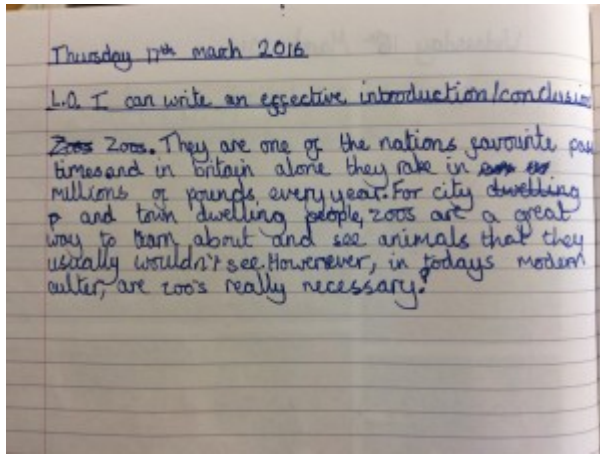 Thursday 17th march 2016
L.O. I can write an effective introduction/conclusion
Zoos Zoos. They are one of the nations favourite pas
times and in britain alone they rake in
millions of pounds every year. For city dwelling
p and town dwelling people, zoos are a great
way to learn about and see animals that they
usually wouldn't see. Howerever, in todays modern
culter, are zoo's really necessary?